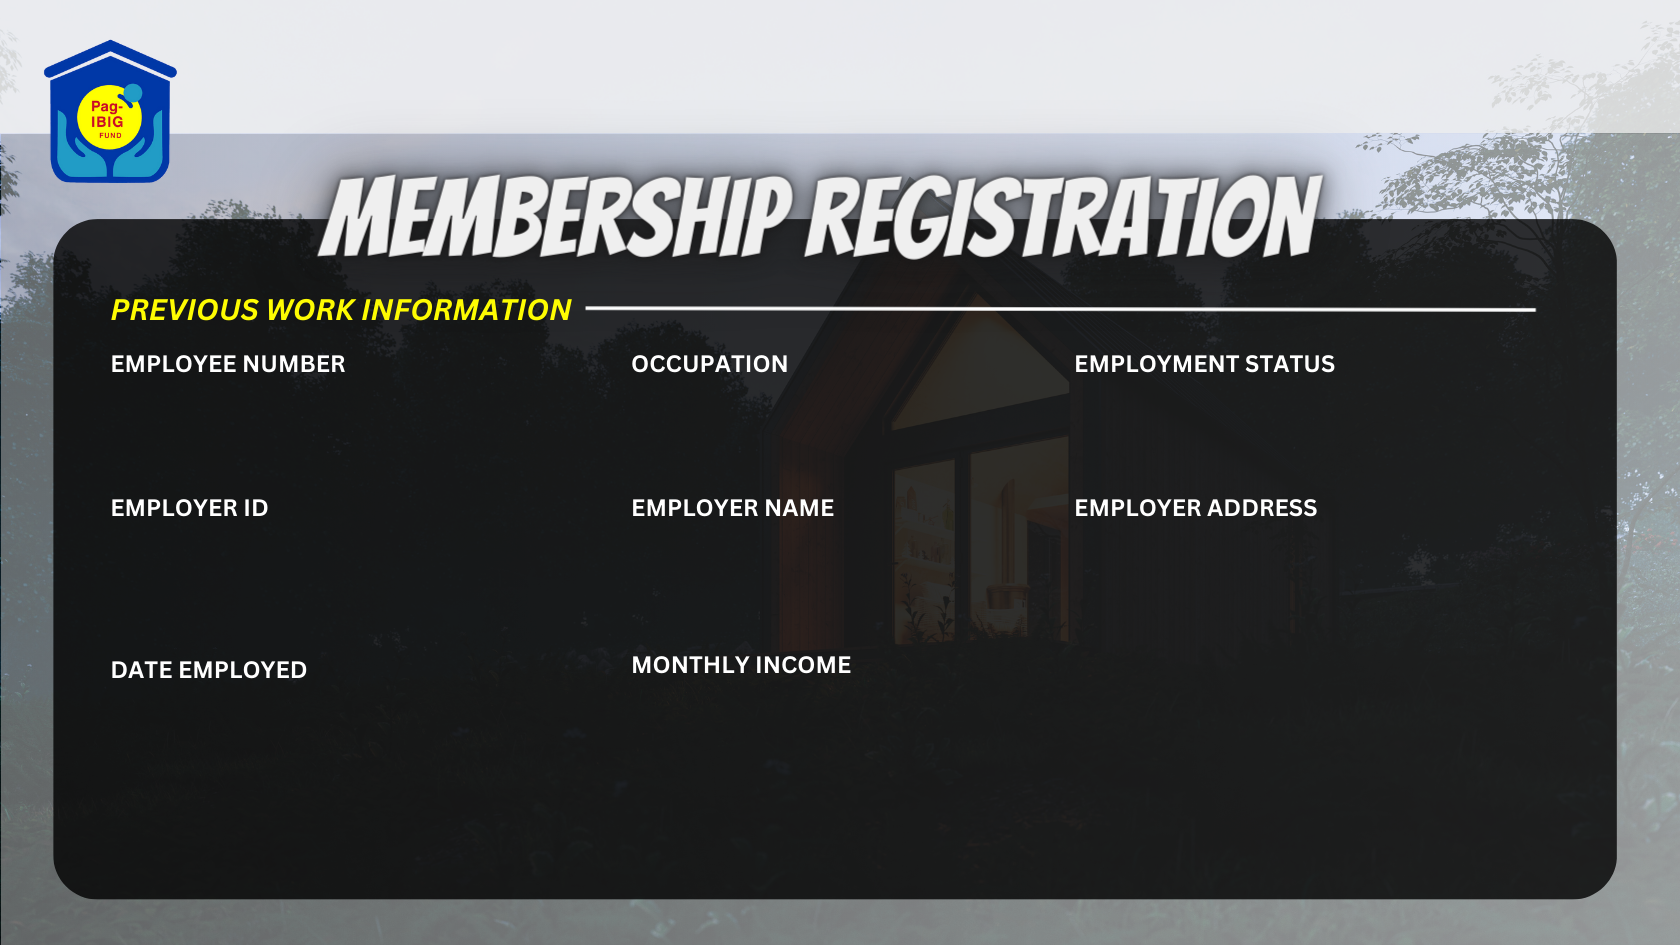 Pag-
IBIG
FUND
MEMBERSHIP REGISTRATION
PREVIOUS WORK INFORMATION
EMPLOYEE NUMBER
OCCUPATION
EMPLOYMENT STATUS
EMPLOYER ID
EMPLOYER NAME
EMPLOYER ADDRESS
DATE EMPLOYED
MONTHLY INCOME